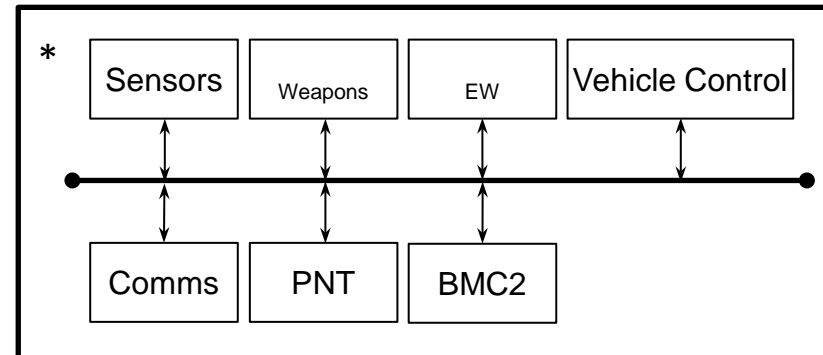 *
Sensors
Weapons
EW
Vehicle Control
Comms
PNT
BMC2